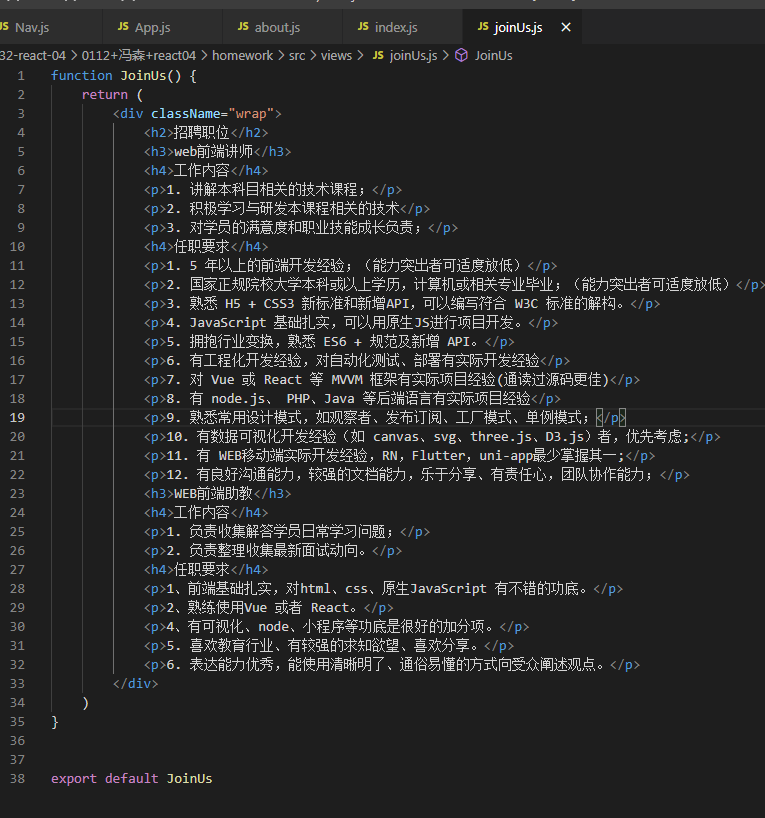 Nav.js App.js about.js index.js JS joinUs.js ×
32-react-04 > 0112+冯森+react04 > homework > src > views > JS joinUs.js > JoinUs
1 function JoinUs() {
2 return (
3 <div className="wrap">
4 <h2>招聘职位</h2>
5 <h3>web前端讲师</h3>
6 <h4>工作内容</h4>
7 <p>1. 讲解本科目相关的技术课程；</p>
8 <p>2. 积极学习与研发本课程相关的技术</p>
9 <p>3. 对学员的满意度和职业技能成长负责；</p>
10 <h4>任职要求</h4>
11 <p>1. 5 年以上的前端开发经验；（能力突出者可适度放低）</p>
12 <p>2. 国家正规院校大学本科或以上学历，计算机或相关专业毕业；（能力突出者可适度放低）</p>
13 <p>3. 熟悉 H5 + CSS3 新标准和新增API，可以编写符合 W3C 标准的解构。</p>
14 <p>4. JavaScript 基础扎实，可以用原生JS进行项目开发。</p>
15 <p>5. 拥抱行业变换，熟悉 ES6 + 规范及新增 API。</p>
16 <p>6. 有工程化开发经验，对自动化测试、部署有实际开发经验</p>
17 <p>7. 对 Vue 或 React 等 MVVM 框架有实际项目经验(通读过源码更佳)</p>
18 <p>8. 有 node.js、 PHP、Java 等后端语言有实际项目经验</p>
19 <p>9. 熟悉常用设计模式，如观察者、发布订阅、工厂模式、单例模式；</p>
20 <p>10. 有数据可视化开发经验（如 canvas、svg、three.js、D3.js）者，优先考虑;</p>
21 <p>11. 有 WEB移动端实际开发经验，RN，Flutter，uni-app最少掌握其一;</p>
22 <p>12. 有良好沟通能力，较强的文档能力，乐于分享、有责任心，团队协作能力；</p>
23 <h3>WEB前端助教</h3>
24 <h4>工作内容</h4>
25 <p>1. 负责收集解答学员日常学习问题；</p>
26 <p>2. 负责整理收集最新面试动向。</p>
27 <h4>任职要求</h4>
28 <p>1、前端基础扎实，对html、css、原生JavaScript 有不错的功底。</p>
29 <p>2、熟练使用Vue 或者 React。</p>
30 <p>4、有可视化、node、小程序等功底是很好的加分项。</p>
31 <p>5. 喜欢教育行业、有较强的求知欲望、喜欢分享。</p>
32 <p>6. 表达能力优秀，能使用清晰明了、通俗易懂的方式向受众阐述观点。</p>
33 </div>
34 )
35 }
36
37
38 export default JoinUs